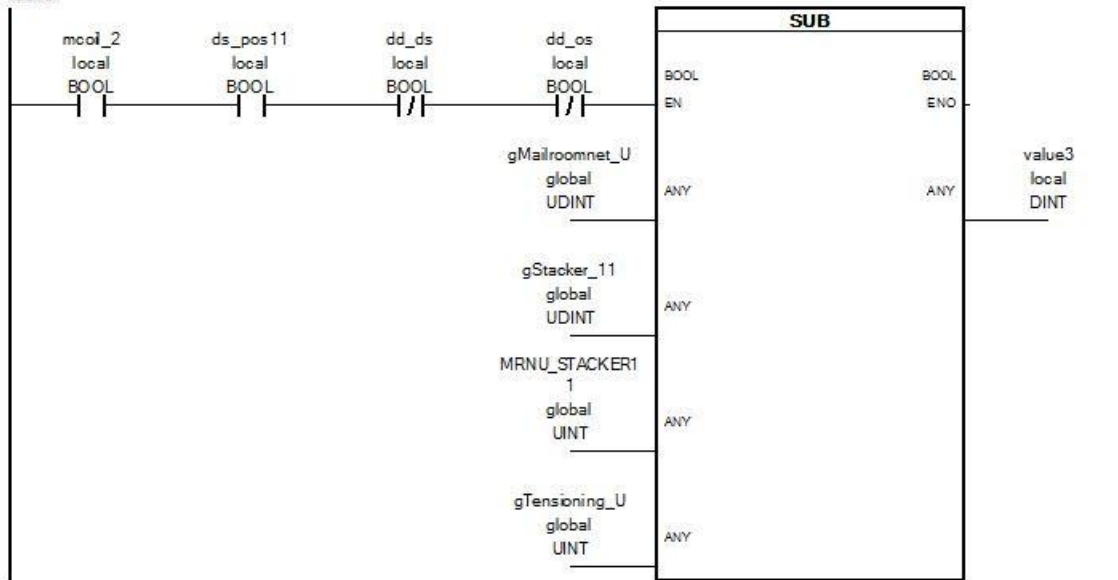 SUB
mcoil_2 ds_pos11 dd_ds dd_os
local local local local
BOOL BOOL BOOL BOOL BOOL BOOL
EN ENO
gMailroomnet_U value3
global local
UDINT ANY ANY DINT
gStacker_11
global
UDINT ANY
MRNU_STACKER1
1
global
UINT ANY
gTensioning_U
global
UINT ANY